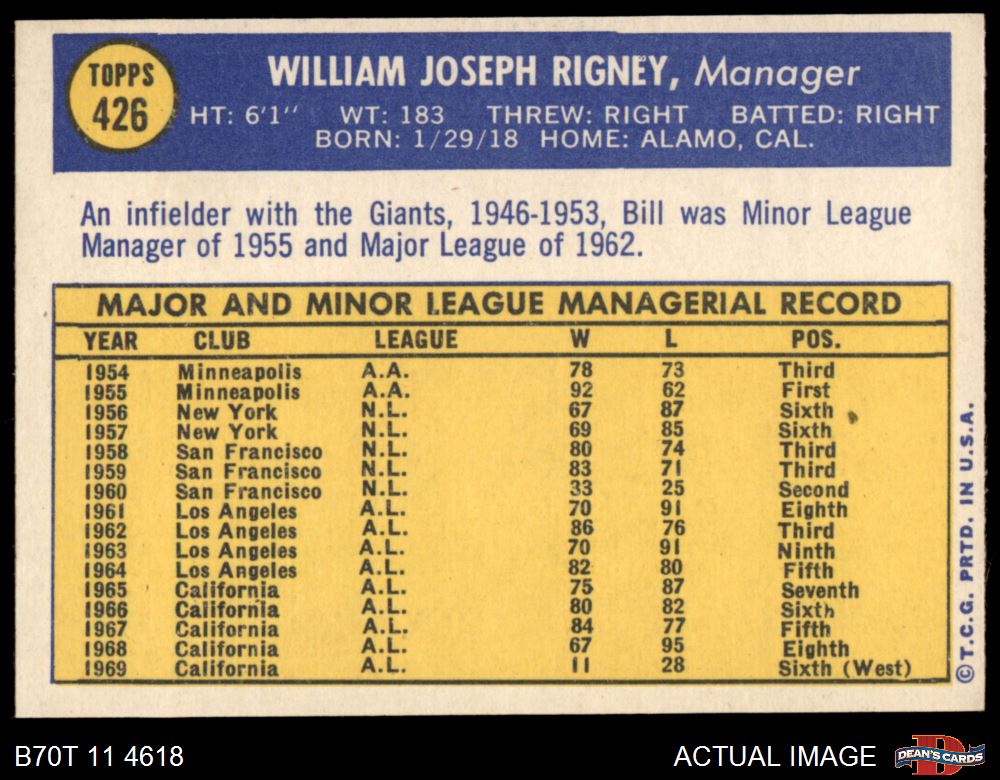 TOPPS
426
WILLIAM JOSEPH RIGNEY, Manager
HT: 6'1" WT: 183 THREW: RIGHT BATTED: RIGHT
BORN: 1/29/18 HOME: ALAMO, CAL.
An infielder with the Giants, 1946-1953, Bill was Minor League
Manager of 1955 and Major League of 1962.
MAJOR AND MINOR LEAGUE MANAGERIAL RECORD
YEAR CLUB LEAGUE W L POS.
1954 Minneapolis A.A. 78 73 Third
1955 Minneapolis A.A. 92 62 First
1956 New York N.L. 67 87 Sixth
1957 New York N.L. 69 85 Sixth
1958 San Francisco N.L. 80 74 Third
1959 San Francisco N.L. 83 71 Third
1960 San Francisco N.L. 33 25 Second
1961 Los Angeles A.L. 70 91 Eighth
1962 Los Angeles A.L. 86 76 Third
1963 Los Angeles A.L. 70 91 Ninth
1964 Los Angeles A.L. 82 80 Fifth
1965 California A.L. 75 87 Seventh
1966 California A.L. 80 82 Sixth
1967 California A.L. 84 77 Fifth
1968 California A.L. 67 95 Eighth
1969 California A.L. 11 28 Sixth (West)
©T.C.G. PRTD. IN U.S.A.
B70T 11 4618
ACTUAL IMAGE
D
DEAN'S CARDS